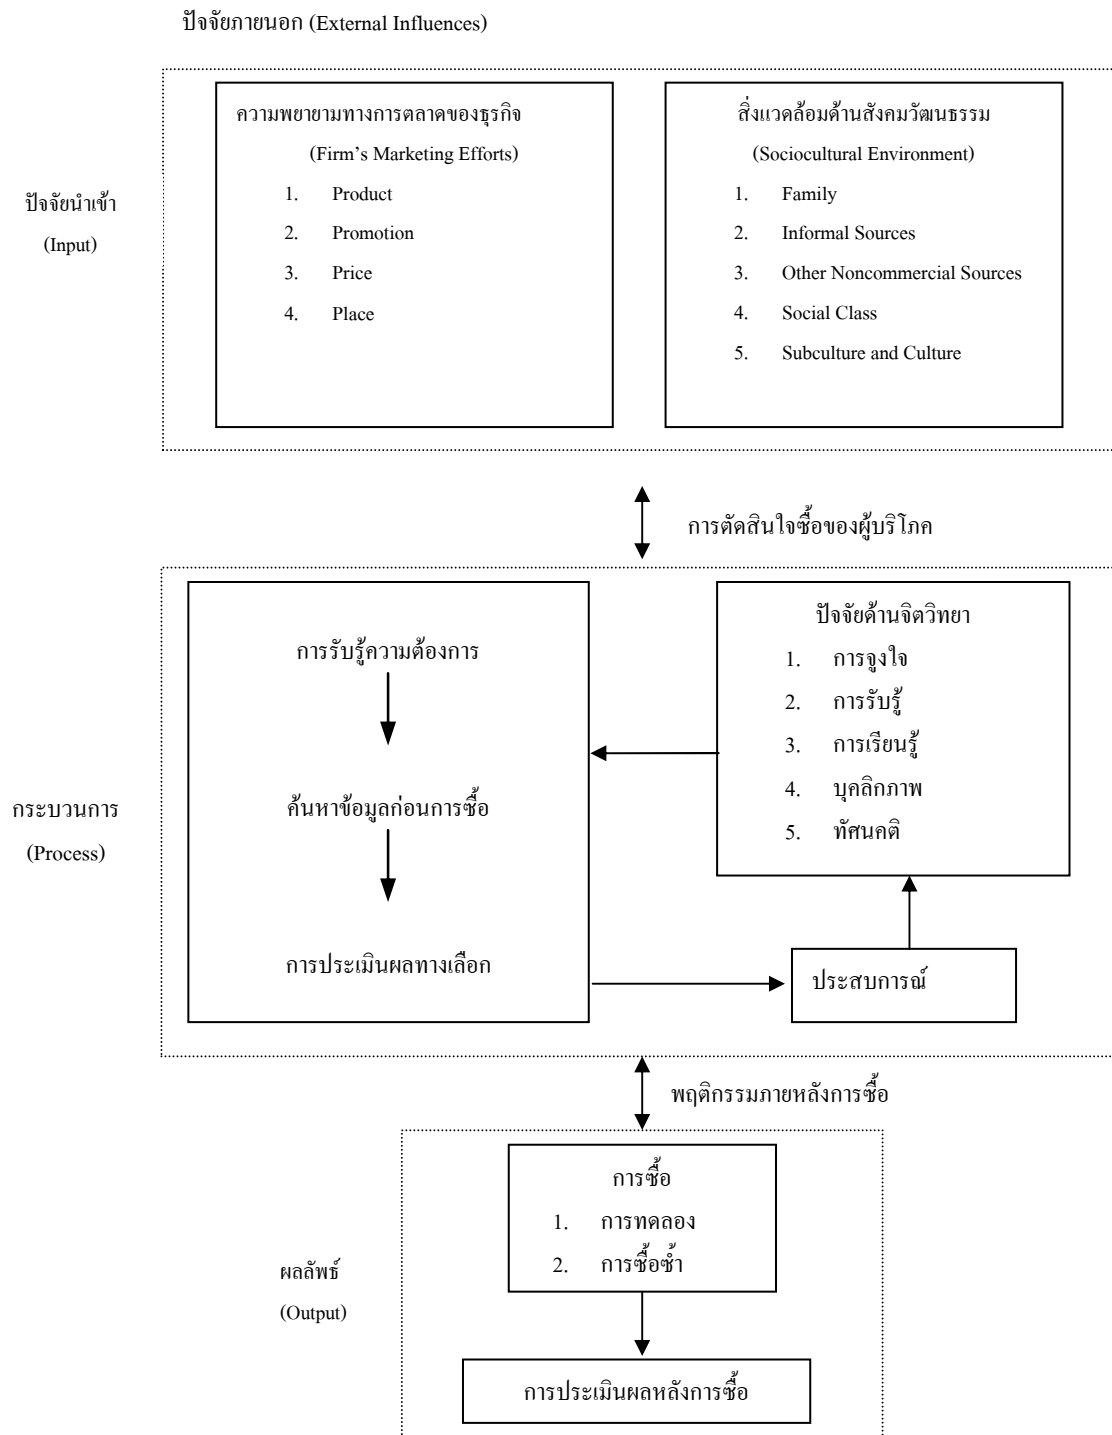 ปัจจัยภายนอก (External Influences)
ความพยายามทางการตลาดของธุรกิจ
(Firm's Marketing Efforts)
1. Product
2. Promotion
3. Price
4. Place
สิ่งแวดล้อมด้านสังคมวัฒนธรรม
(Sociocultural Environment)
1. Family
2. Informal Sources
3. Other Noncommercial Sources
4. Social Class
5. Subculture and Culture
ปัจจัยนำเข้า
(Input)
การตัดสินใจซื้อของผู้บริโภค
การรับรู้ความต้องการ
ค้นหาข้อมูลก่อนการซื้อ
การประเมินผลทางเลือก
ปัจจัยด้านจิตวิทยา
1. การจูงใจ
2. การรับรู้
3. การเรียนรู้
4. บุคลิกภาพ
5. ทัศนคติ
ประสบการณ์
กระบวนการ
(Process)
พฤติกรรมภายหลังการซื้อ
การซื้อ
1. การทดลอง
2. การซื้อซ้ำ
ผลลัพธ์
(Output)
การประเมินผลหลังการซื้อ